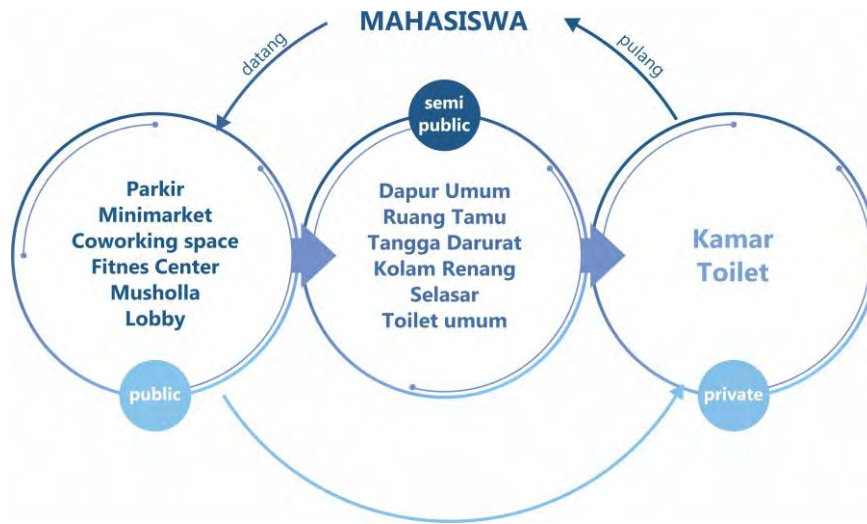 MAHASISWA
datang
pulang
semi
public
Parkir
Minimarket
Coworking space
Fitnes Center
Musholla
Lobby
public
Dapur Umum
Ruang Tamu
Tangga Darurat
Kolam Renang
Selasar
Toilet umum
Kamar
Toilet
private